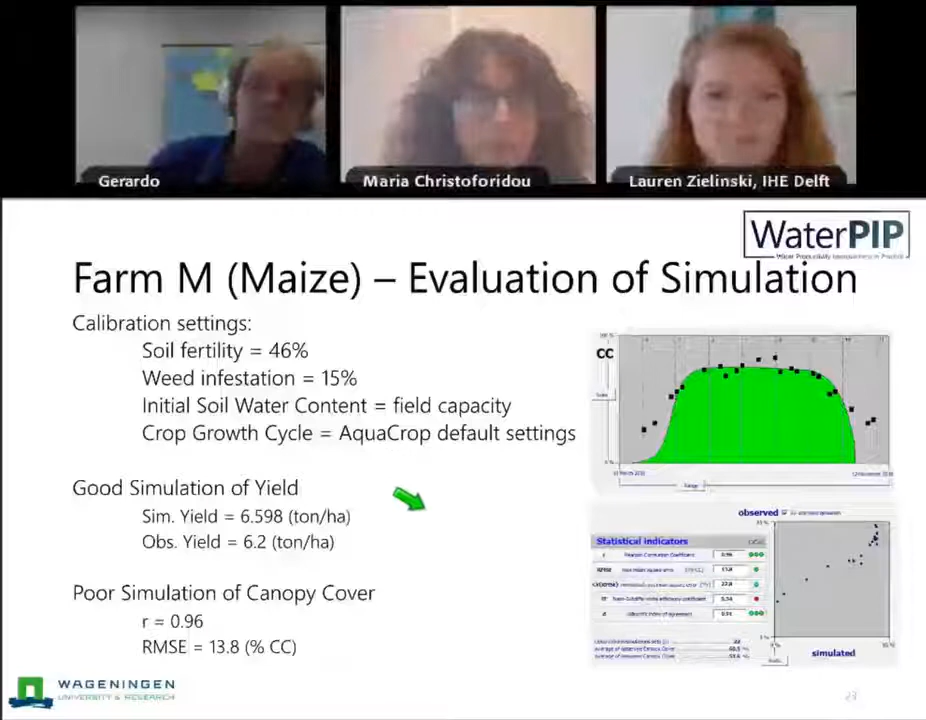 Gerardo
Maria Christoforidou
Lauren Zielinski, IHE Delft
WaterPIP
Farm M (Maize) – Evaluation of Simulation
Calibration settings:
Soil fertility = 46%
Weed infestation = 15%
Initial Soil Water Content = field capacity
Crop Growth Cycle = AquaCrop default settings
CC
Good Simulation of Yield
Sim. Yield = 6.598 (ton/ha)
Obs. Yield = 6.2 (ton/ha)
observed
Statistical indicators
Poor Simulation of Canopy Cover
r = 0.96
RMSE = 13.8 (% CC)
simulated
WAGENINGEN
UNIVERSITY & RESEARCH
23